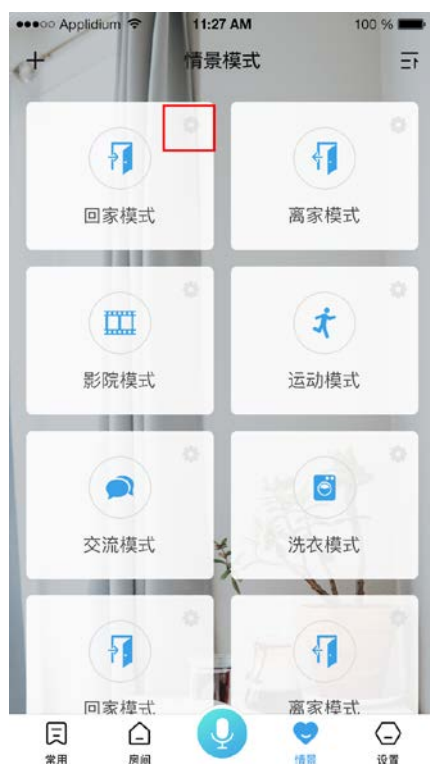 Applidium 11:27 AM 100 %
情景模式
回家模式 离家模式
影院模式 运动模式
交流模式 洗衣模式
回家模式 离家模式
常用 房间 情景 设置